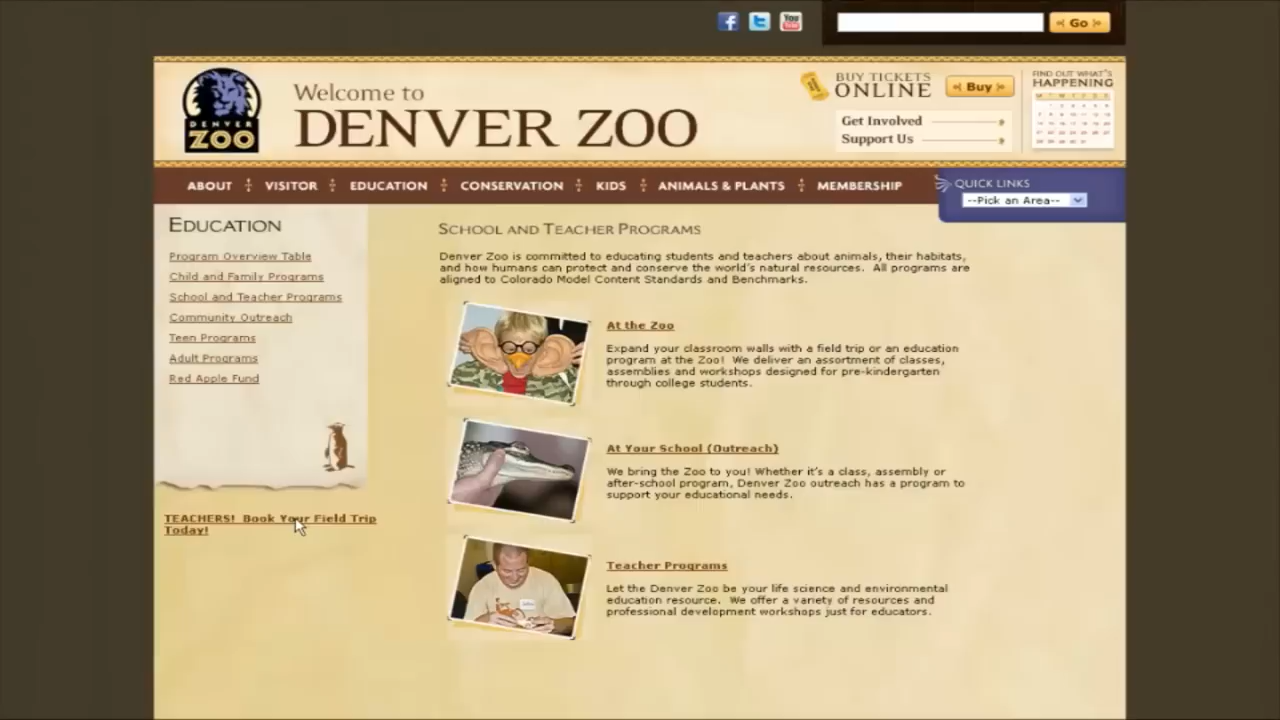 Go
DENVER
ZOO
Welcome to
DENVER ZOO
BUY TICKETS
ONLINE
Buy
Get Involved
Support Us
FIND OUT WHAT'S
HAPPENING
ABOUT
VISITOR
EDUCATION
CONSERVATION
KIDS
ANIMALS & PLANTS
MEMBERSHIP
QUICK LINKS
--Pick an Area--
EDUCATION
Program Overview Table
Child and Family Programs
School and Teacher Programs
Community Outreach
Teen Programs
Adult Programs
Red Apple Fund
TEACHERS! Book Your Field Trip
Today!
SCHOOL AND TEACHER PROGRAMS
Denver Zoo is committed to educating students and teachers about animals, their habitats,
and how humans can protect and conserve the world's natural resources. All programs are
aligned to Colorado Model Content Standards and Benchmarks.
At the Zoo
Expand your classroom walls with a field trip or an education
program at the Zoo! We deliver an assortment of classes,
assemblies and workshops designed for pre-kindergarten
through college students.
At Your School (Outreach)
We bring the Zoo to you! Whether it's a class, assembly or
after-school program, Denver Zoo outreach has a program to
support your educational needs.
Teacher Programs
Let the Denver Zoo be your life science and environmental
education resource. We offer a variety of resources and
professional development workshops just for educators.